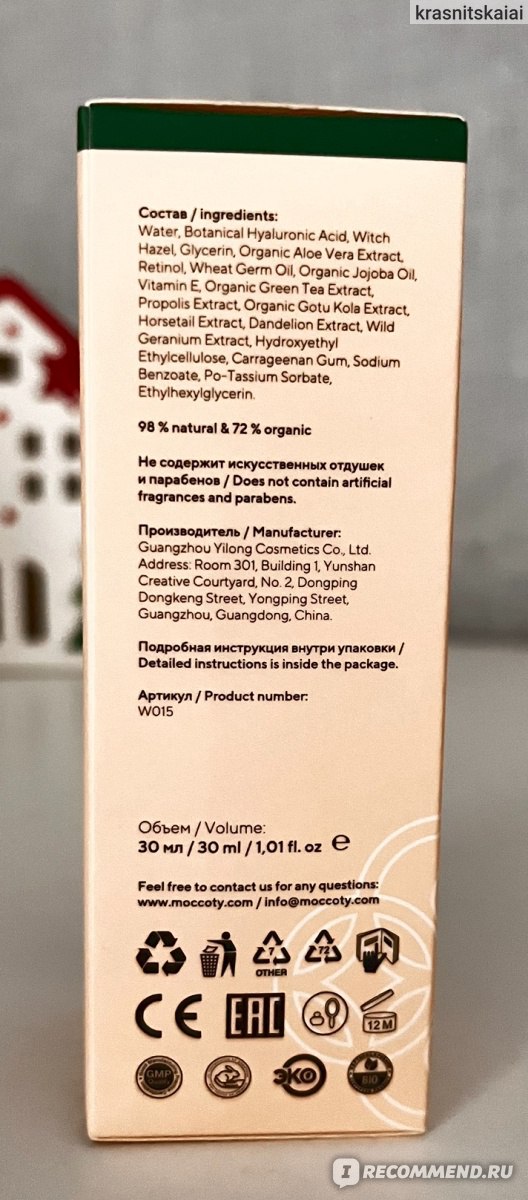 krasnitskaiai
Состав / ingredients:
Water, Botanical Hyaluronic Acid, Witch
Hazel, Glycerin, Organic Aloe Vera Extract,
Retinol, Wheat Germ Oil, Organic Jojoba Oil,
Vitamin E, Organic Green Tea Extract,
Propolis Extract, Organic Gotu Kola Extract,
Horsetail Extract, Dandelion Extract, Wild
Geranium Extract, Hydroxyethyl
Ethylcellulose, Carrageenan Gum, Sodium
Benzoate, Po-Tassium Sorbate,
Ethylhexylglycerin.
98 % natural & 72 % organic
Не содержит искусственных отдушек
и парабенов / Does not contain artificial
fragrances and parabens.
Производитель / Manufacturer:
Guangzhou Yilong Cosmetics Co., Ltd.
Address: Room 301, Building 1, Yunshan
Creative Courtyard, No. 2, Dongping
Dongkeng Street, Yongping Street,
Guangzhou, Guangdong, China.
Подробная инструкция внутри упаковки /
Detailed instructions is inside the package.
Артикул / Product number:
W015
Объем / Volume:
30 мл / 30 ml / 1,01 fl. oz ℮
Feel free to contact us for any questions:
www.moccoty.com / info@moccoty.com
7 72
OTHER
CE EAC 12 M
GMP ЭКО BIO
I RECOMMEND.RU